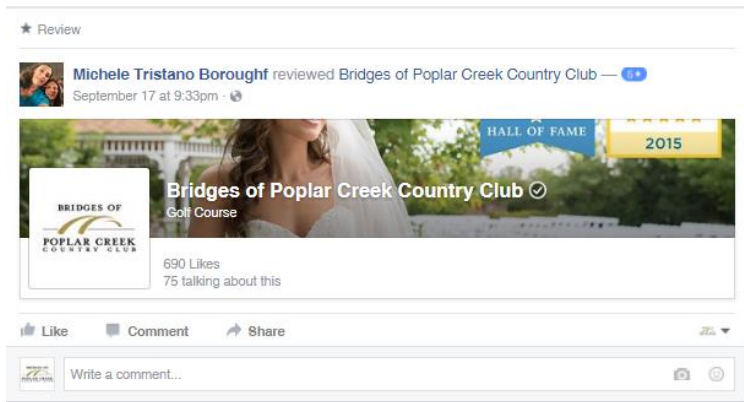 Review
Michele Tristano Boroughf reviewed Bridges of Poplar Creek Country Club — 5★
September 17 at 9:33pm ·
HALL OF FAME
2015
Bridges of Poplar Creek Country Club
Golf Course
BRIDGES OF
POPLAR CREEK
COUNTRY CLUB
690 Likes
75 talking about this
Like Comment Share
Write a comment...